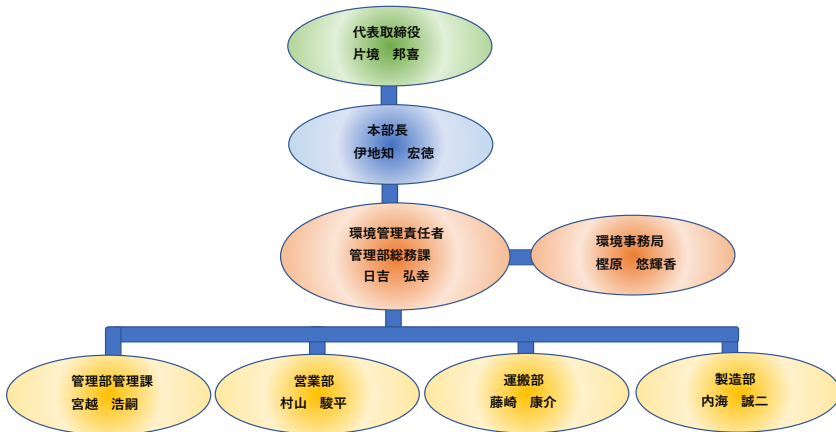 代表取締役
片境　邦喜
本部長
伊地知　宏徳
環境管理責任者
管理部総務課
日吉　弘幸
環境事務局
樫原　悠輝香
管理部管理課
宮越　浩嗣
営業部
村山　駿平
運搬部
藤崎　康介
製造部
内海　誠二